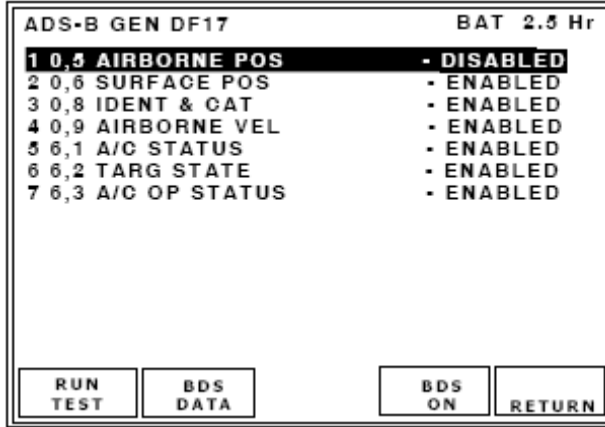 ADS-B GEN DF17 BAT 2.5 Hr
1 0,5 AIRBORNE POS - DISABLED
2 0,6 SURFACE POS - ENABLED
3 0,8 IDENT & CAT - ENABLED
4 0,9 AIRBORNE VEL - ENABLED
5 6,1 A/C STATUS - ENABLED
6 6,2 TARG STATE - ENABLED
7 6,3 A/C OP STATUS - ENABLED
RUN TEST
BDS DATA
BDS ON
RETURN